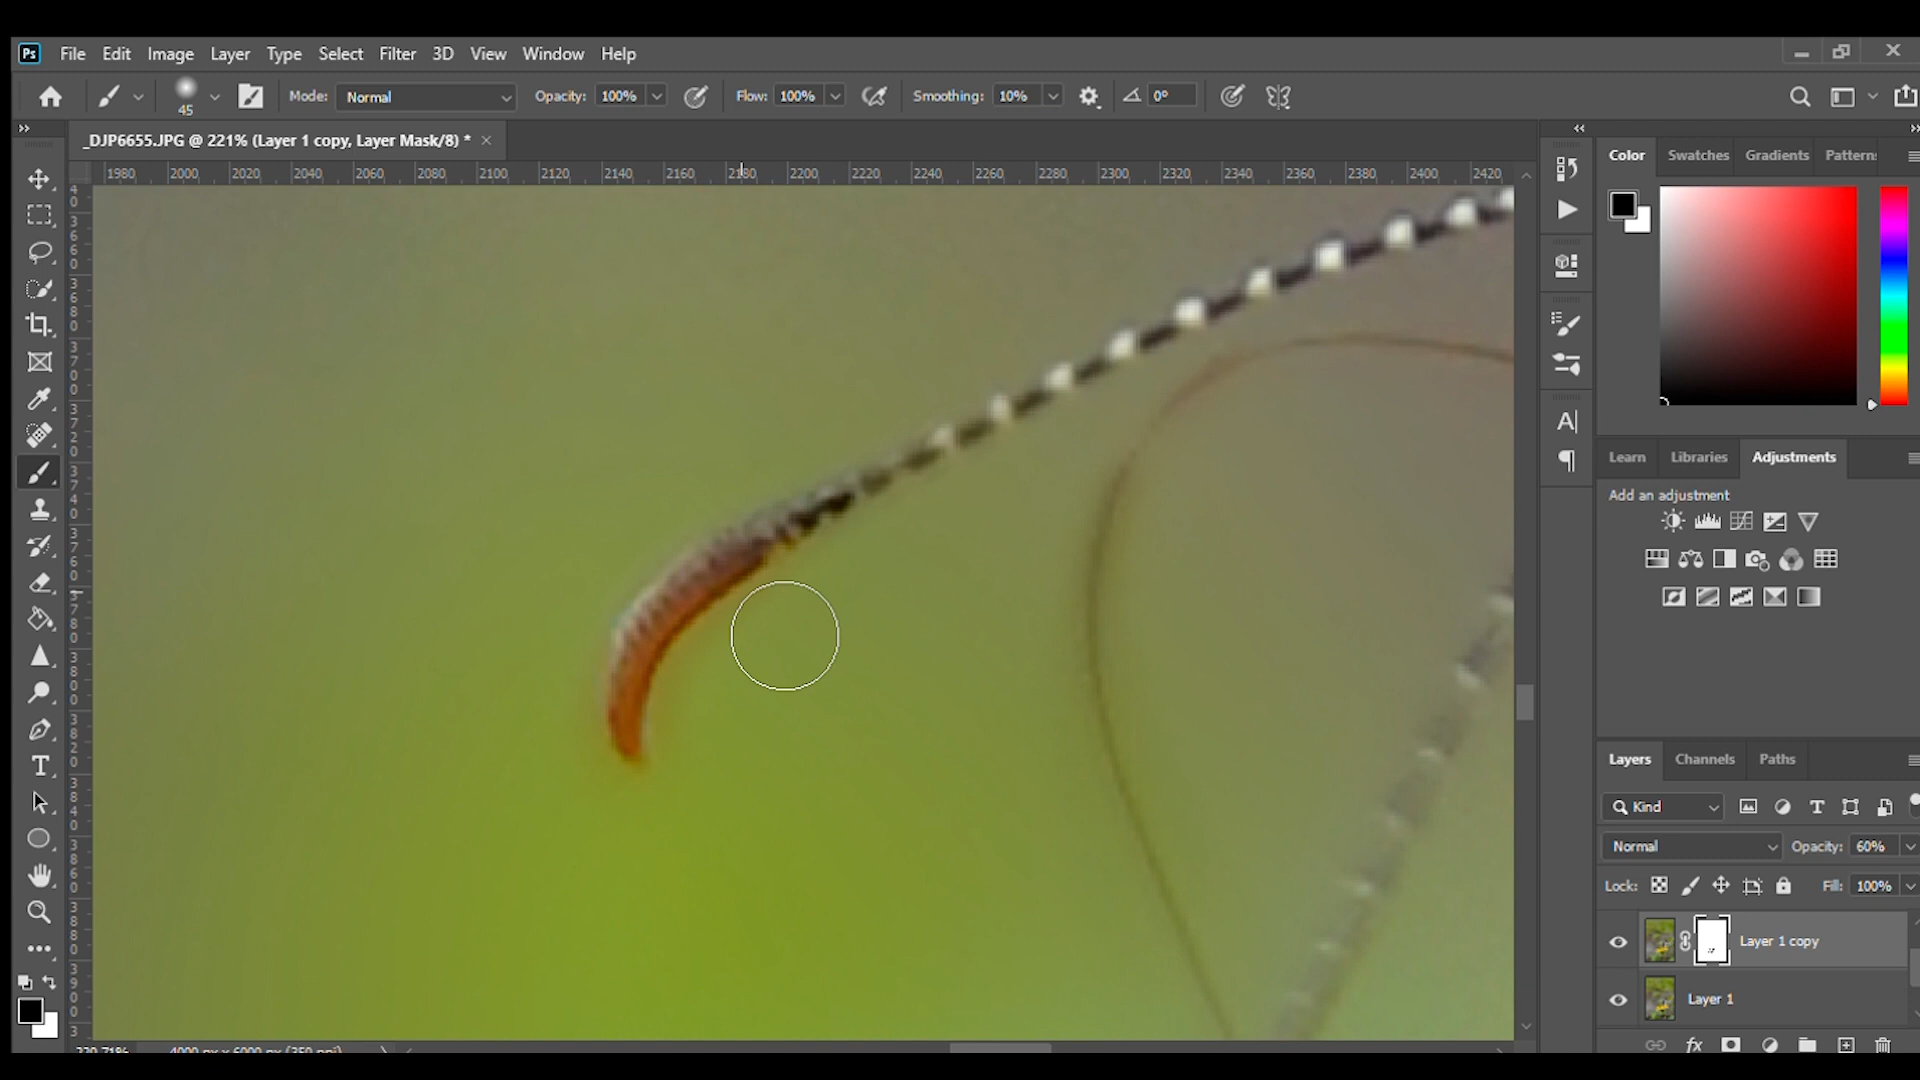 Ps File Edit Image Layer Type Select Filter 3D View Window Help
45 Mode: Normal Opacity: 100% Flow: 100% Smoothing: 10% 0°
_DJP6655.JPG @ 221% (Layer 1 copy, Layer Mask/8) *
1980 2000 2020 2040 2060 2080 2100 2120 2140 2160 2180 2200 2220 2240 2260 2280 2300 2320 2340 2360 2380 2400 2420
Color Swatches Gradients Patterns
Learn Libraries Adjustments
Add an adjustment
Layers Channels Paths
Kind
Normal Opacity: 60%
Lock: Fill: 100%
Layer 1 copy
Layer 1
220.71% 4000 px x 6000 px (350 ppi)